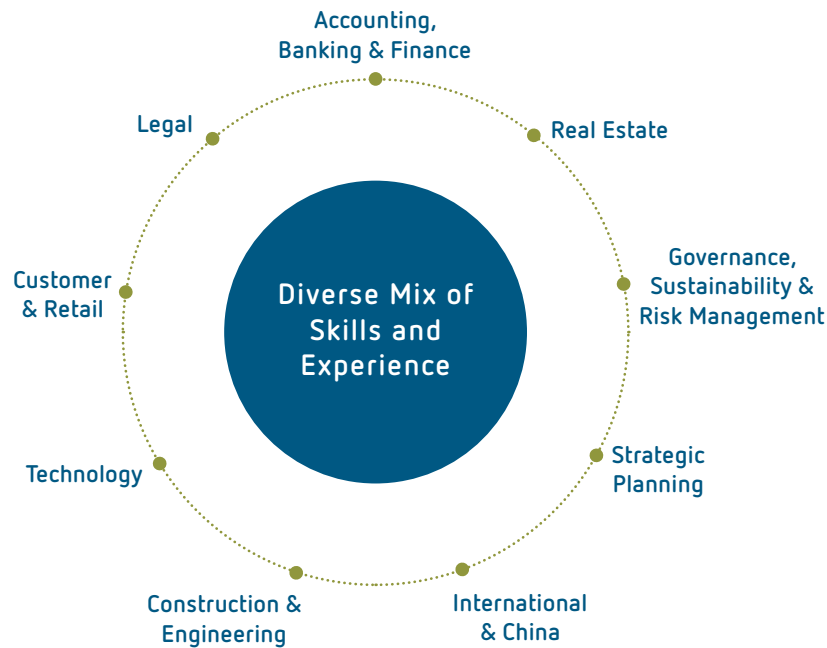 Accounting,
Banking & Finance
Real Estate
Governance,
Sustainability &
Risk Management
Strategic
Planning
International
& China
Construction &
Engineering
Technology
Customer
& Retail
Legal
Diverse Mix of
Skills and
Experience